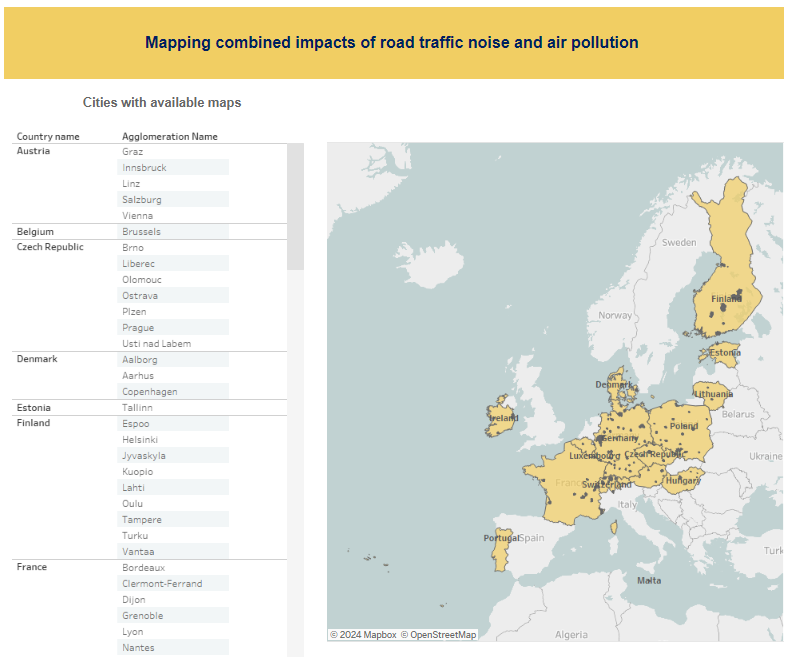 Mapping combined impacts of road traffic noise and air pollution
Cities with available maps
Country name Agglomeration Name
Austria Graz
Innsbruck
Linz
Salzburg
Vienna
Belgium Brussels
Czech Republic Brno
Liberec
Olomouc
Ostrava
Plzen
Prague
Usti nad Labem
Denmark Aalborg
Aarhus
Copenhagen
Estonia Tallinn
Finland Espoo
Helsinki
Jyvaskyla
Kuopio
Lahti
Oulu
Tampere
Turku
Vantaa
France Bordeaux
Clermont-Ferrand
Dijon
Grenoble
Lyon
Nantes
Sweden
Finland
Norway
Estonia
Denmark
Lithuania
Ireland
Belarus
Poland
Germany
Luxembourg Czech Republic
Ukraine
France Switzerland Hungary
Italy
Portugal Spain
Turk
Malta
Algeria
© 2024 Mapbox © OpenStreetMap